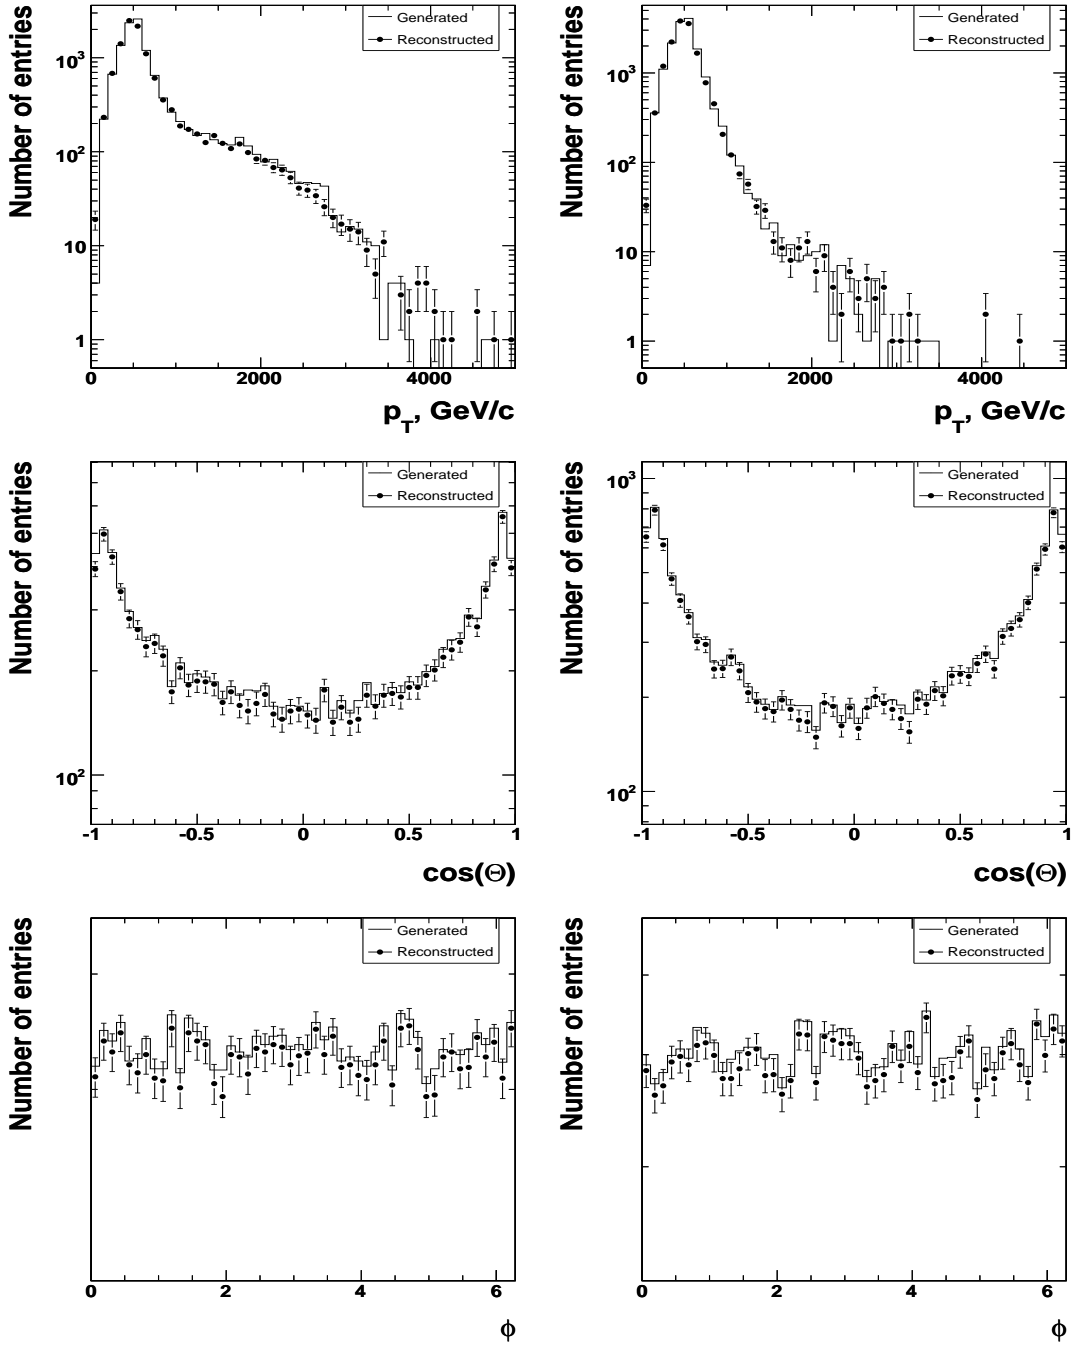 Number of entries
Generated
Reconstructed
10³
10²
10
1
0 2000 4000
p_T, GeV/c
Number of entries
Generated
Reconstructed
10³
10²
10
1
0 2000 4000
p_T, GeV/c
Number of entries
Generated
Reconstructed
10²
-1 -0.5 0 0.5 1
cos(Θ)
Number of entries
Generated
Reconstructed
10³
10²
-1 -0.5 0 0.5 1
cos(Θ)
Number of entries
Generated
Reconstructed
0 2 4 6
ϕ
Number of entries
Generated
Reconstructed
0 2 4 6
ϕ